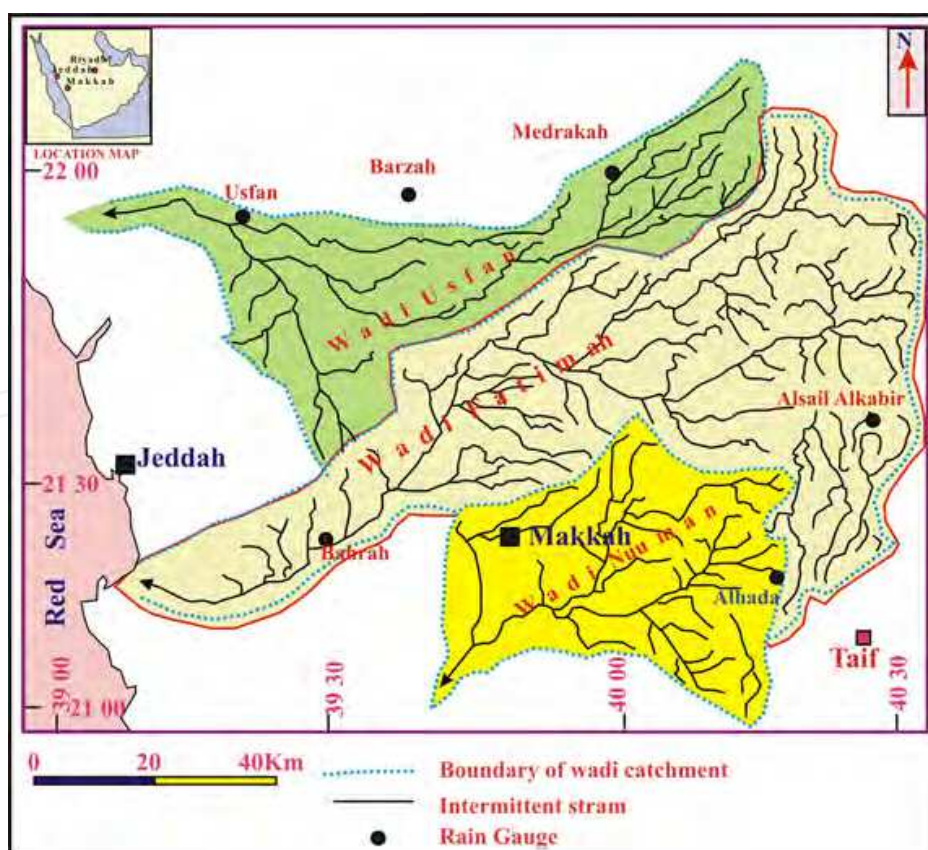 Riyadh
Jeddah
Makkah
LOCATION MAP
N
Medrakah
22 00
Barzah
Usfan
Wadi Usfan
Wadi Fatimah
Alsail Alkabir
Jeddah
21 30
Makkah
Bahrah
Wadi Nuuman
Alhada
Red Sea
Taif
39 00
21 00
39 30
40 00
40 30
0 20 40Km
Boundary of wadi catchment
Intermittent stram
Rain Gauge